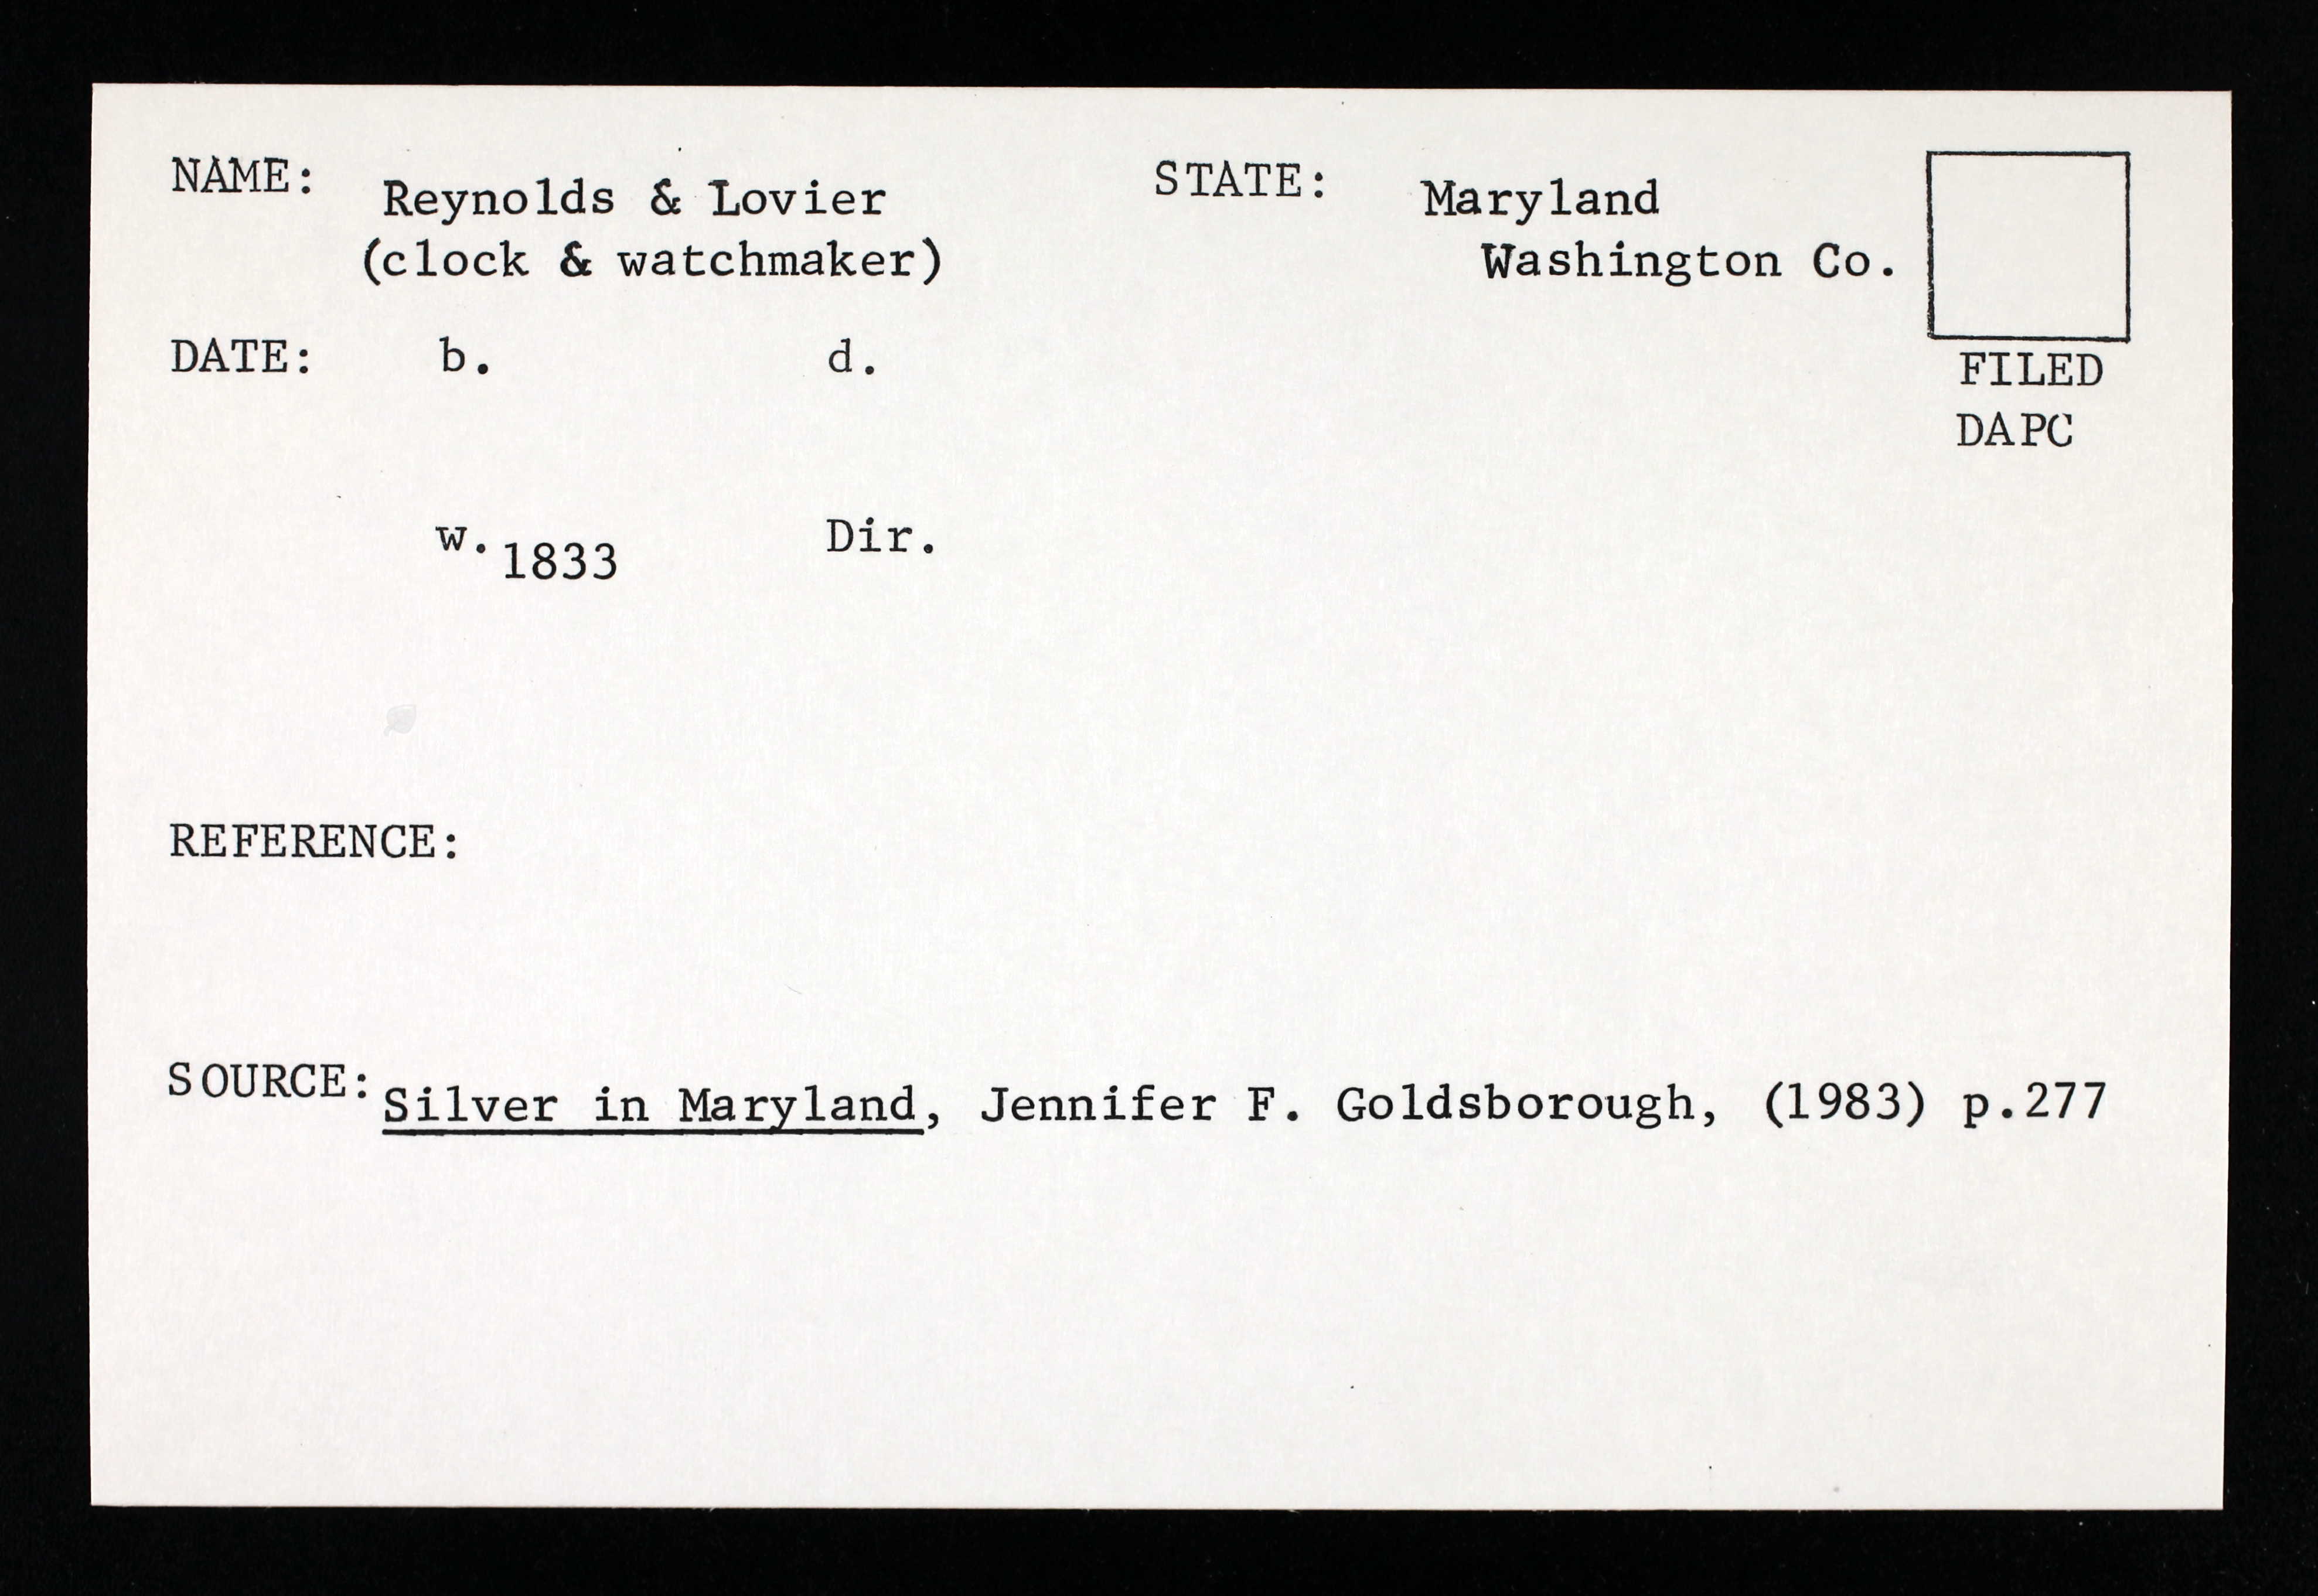 NAME: Reynolds & Lovier STATE: Maryland
(clock & watchmaker) Washington Co.
DATE: b. d. FILED
DAPC
w. 1833 Dir.
REFERENCE:
SOURCE: Silver in Maryland, Jennifer F. Goldsborough, (1983) p.277